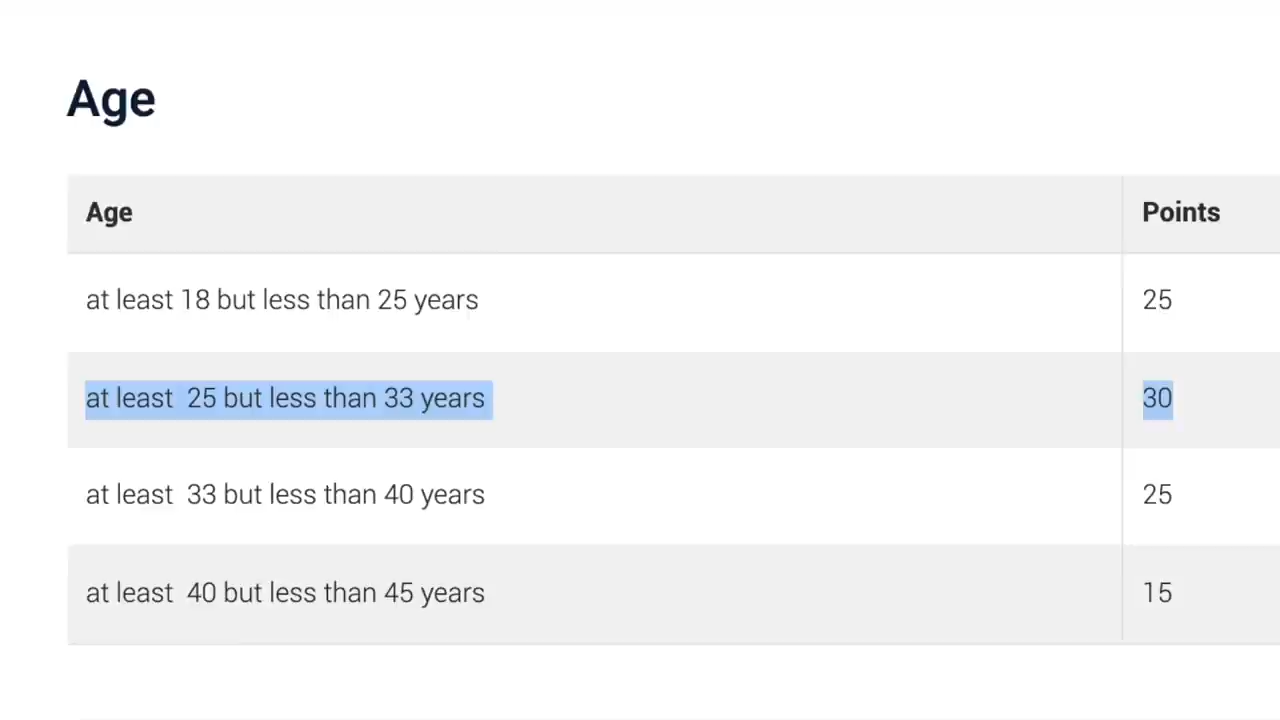 Age
Age Points
at least 18 but less than 25 years 25
at least  25 but less than 33 years 30
at least  33 but less than 40 years 25
at least  40 but less than 45 years 15